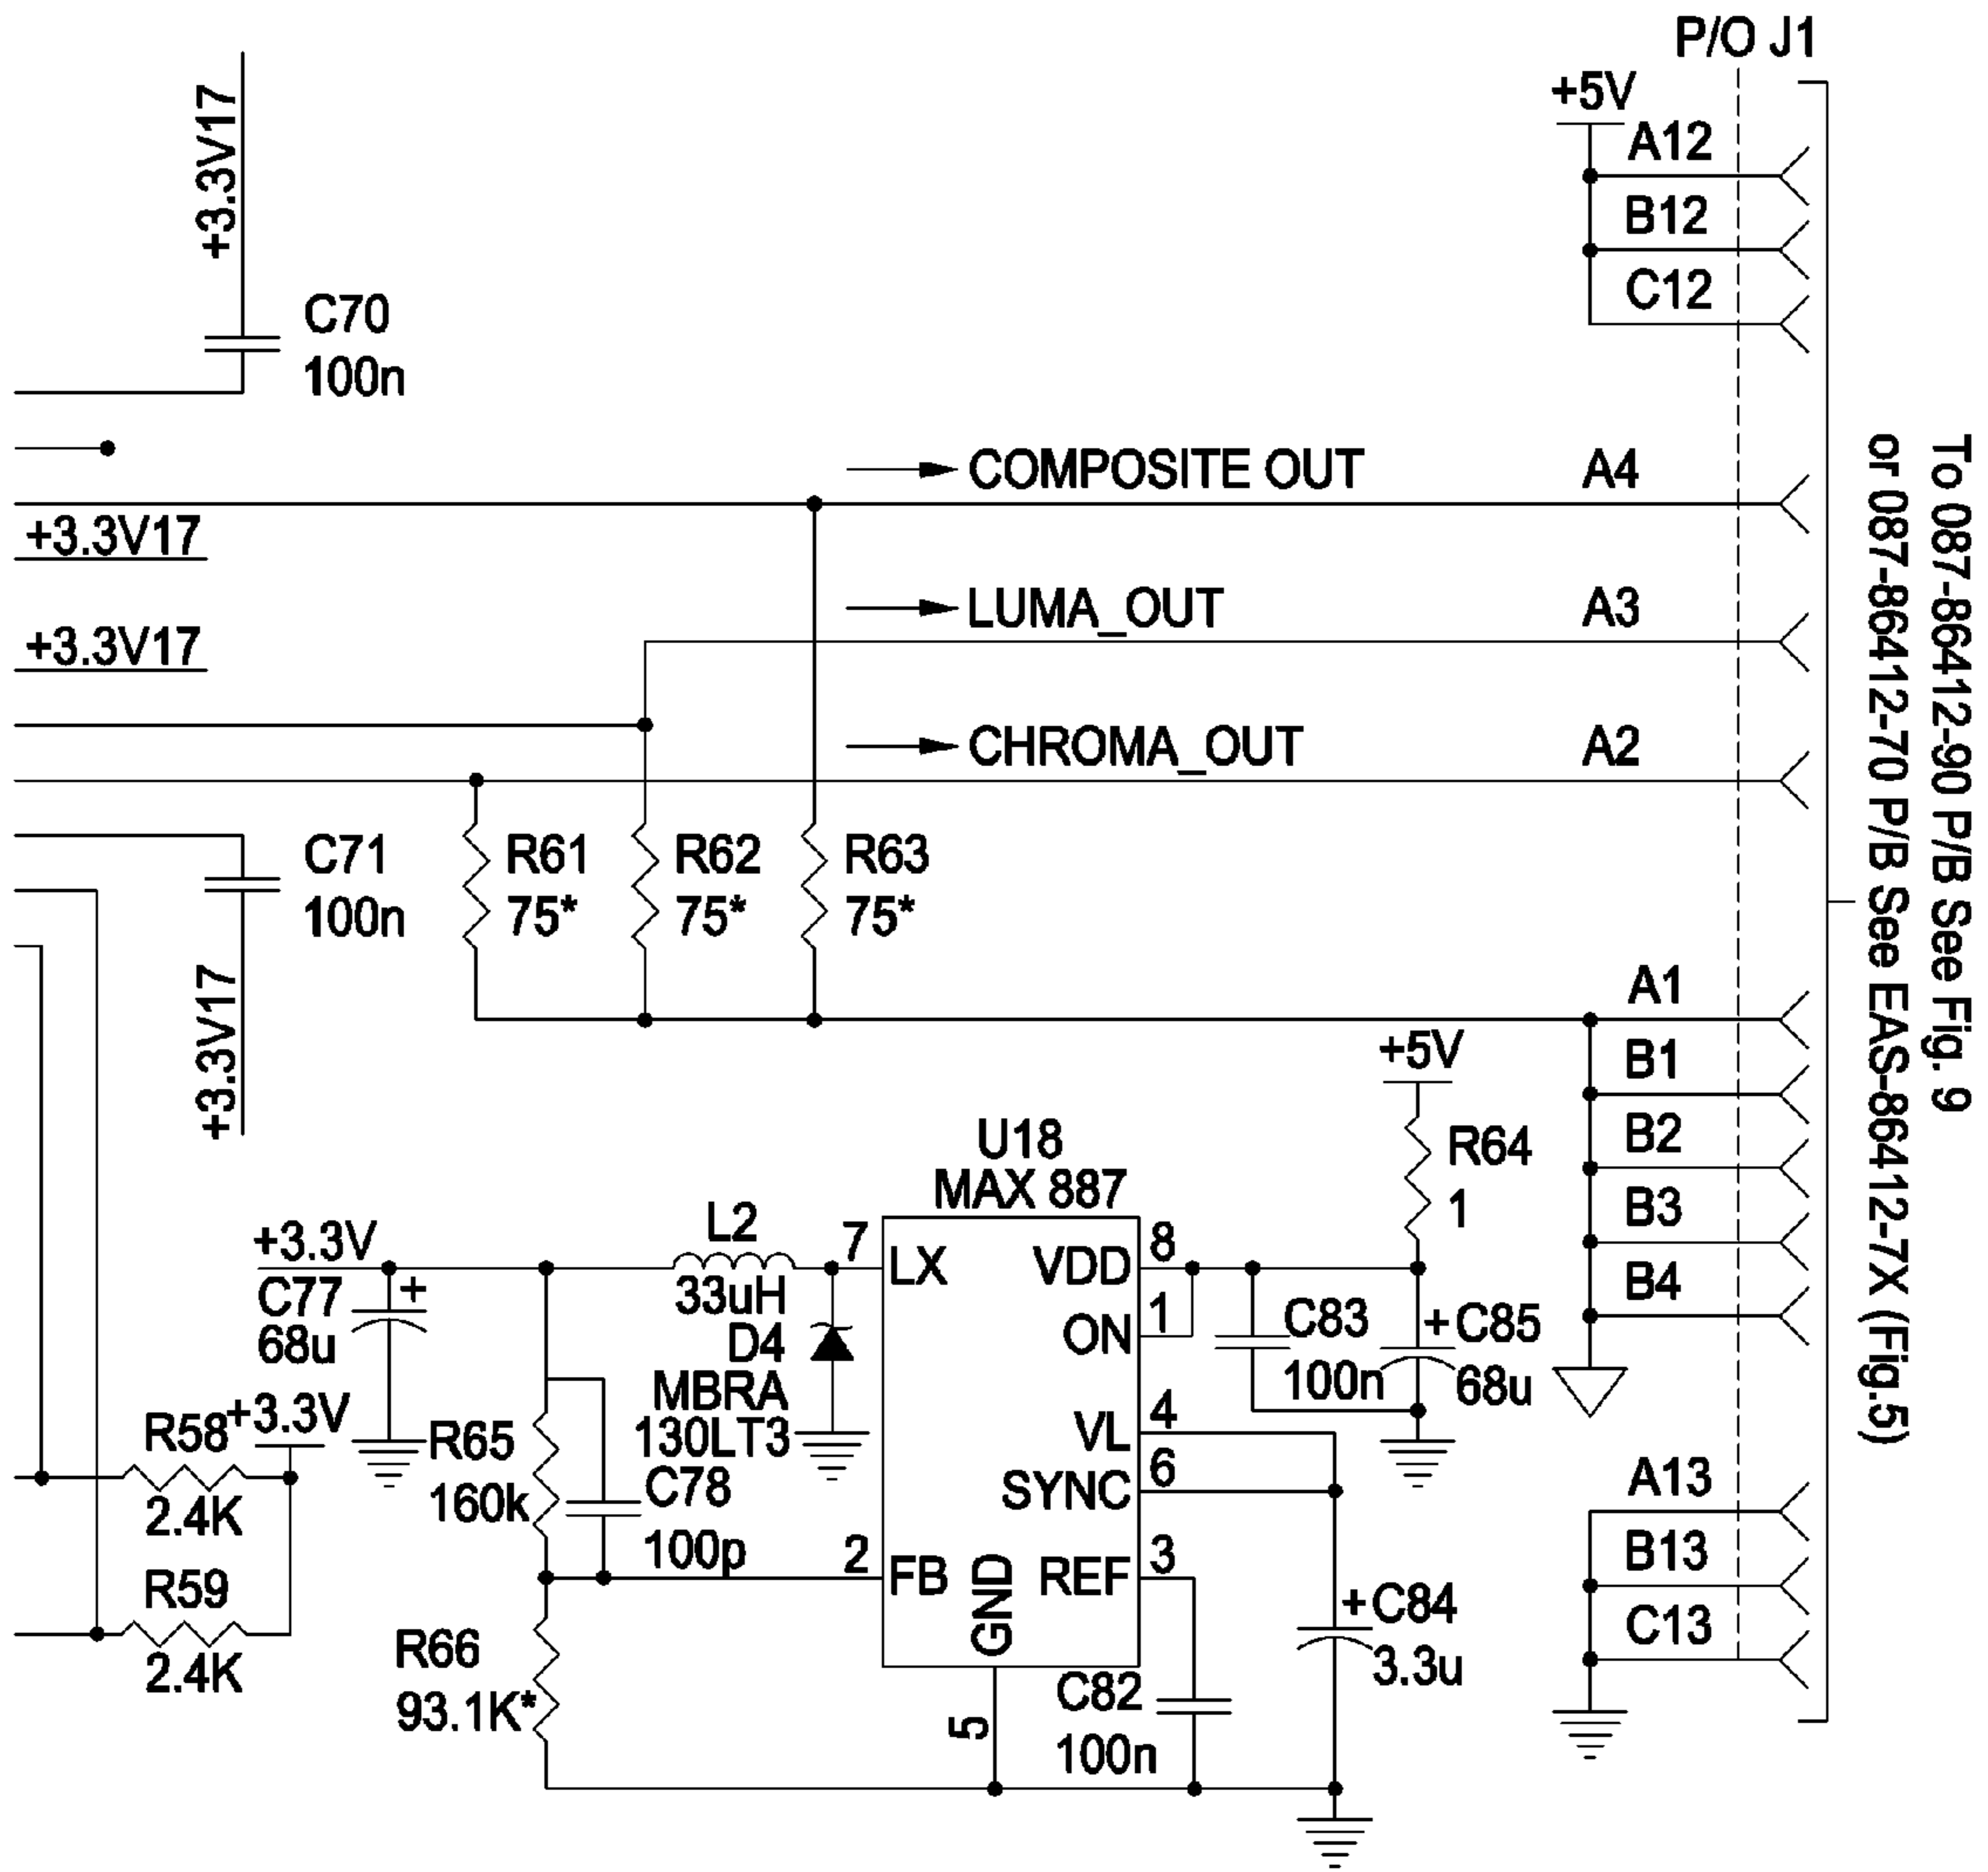 P/O J1
+5V
A12
B12
C12
+3.3V17
C70
100n
COMPOSITE OUT
A4
+3.3V17
LUMA_OUT
A3
+3.3V17
CHROMA_OUT
A2
To 087-86412-90 P/B See Fig. 9
or 087-86412-70 P/B See EAS-86412-7X (Fig.5)
C71
100n
R61
75*
R62
75*
R63
75*
+3.3V17
A1
B1
B2
B3
B4
+5V
R64
1
U18
MAX 887
L2
33uH
7
LX
VDD
8
ON
1
+3.3V
C77
+
68u
D4
MBRA
130LT3
C83
100n
+
C85
68u
VL
4
SYNC
6
R58
+3.3V
2.4K
R65
160k
C78
100p
2
FB
GND
REF
3
A13
B13
C13
R59
2.4K
R66
93.1K*
5
C82
100n
+
C84
3.3u